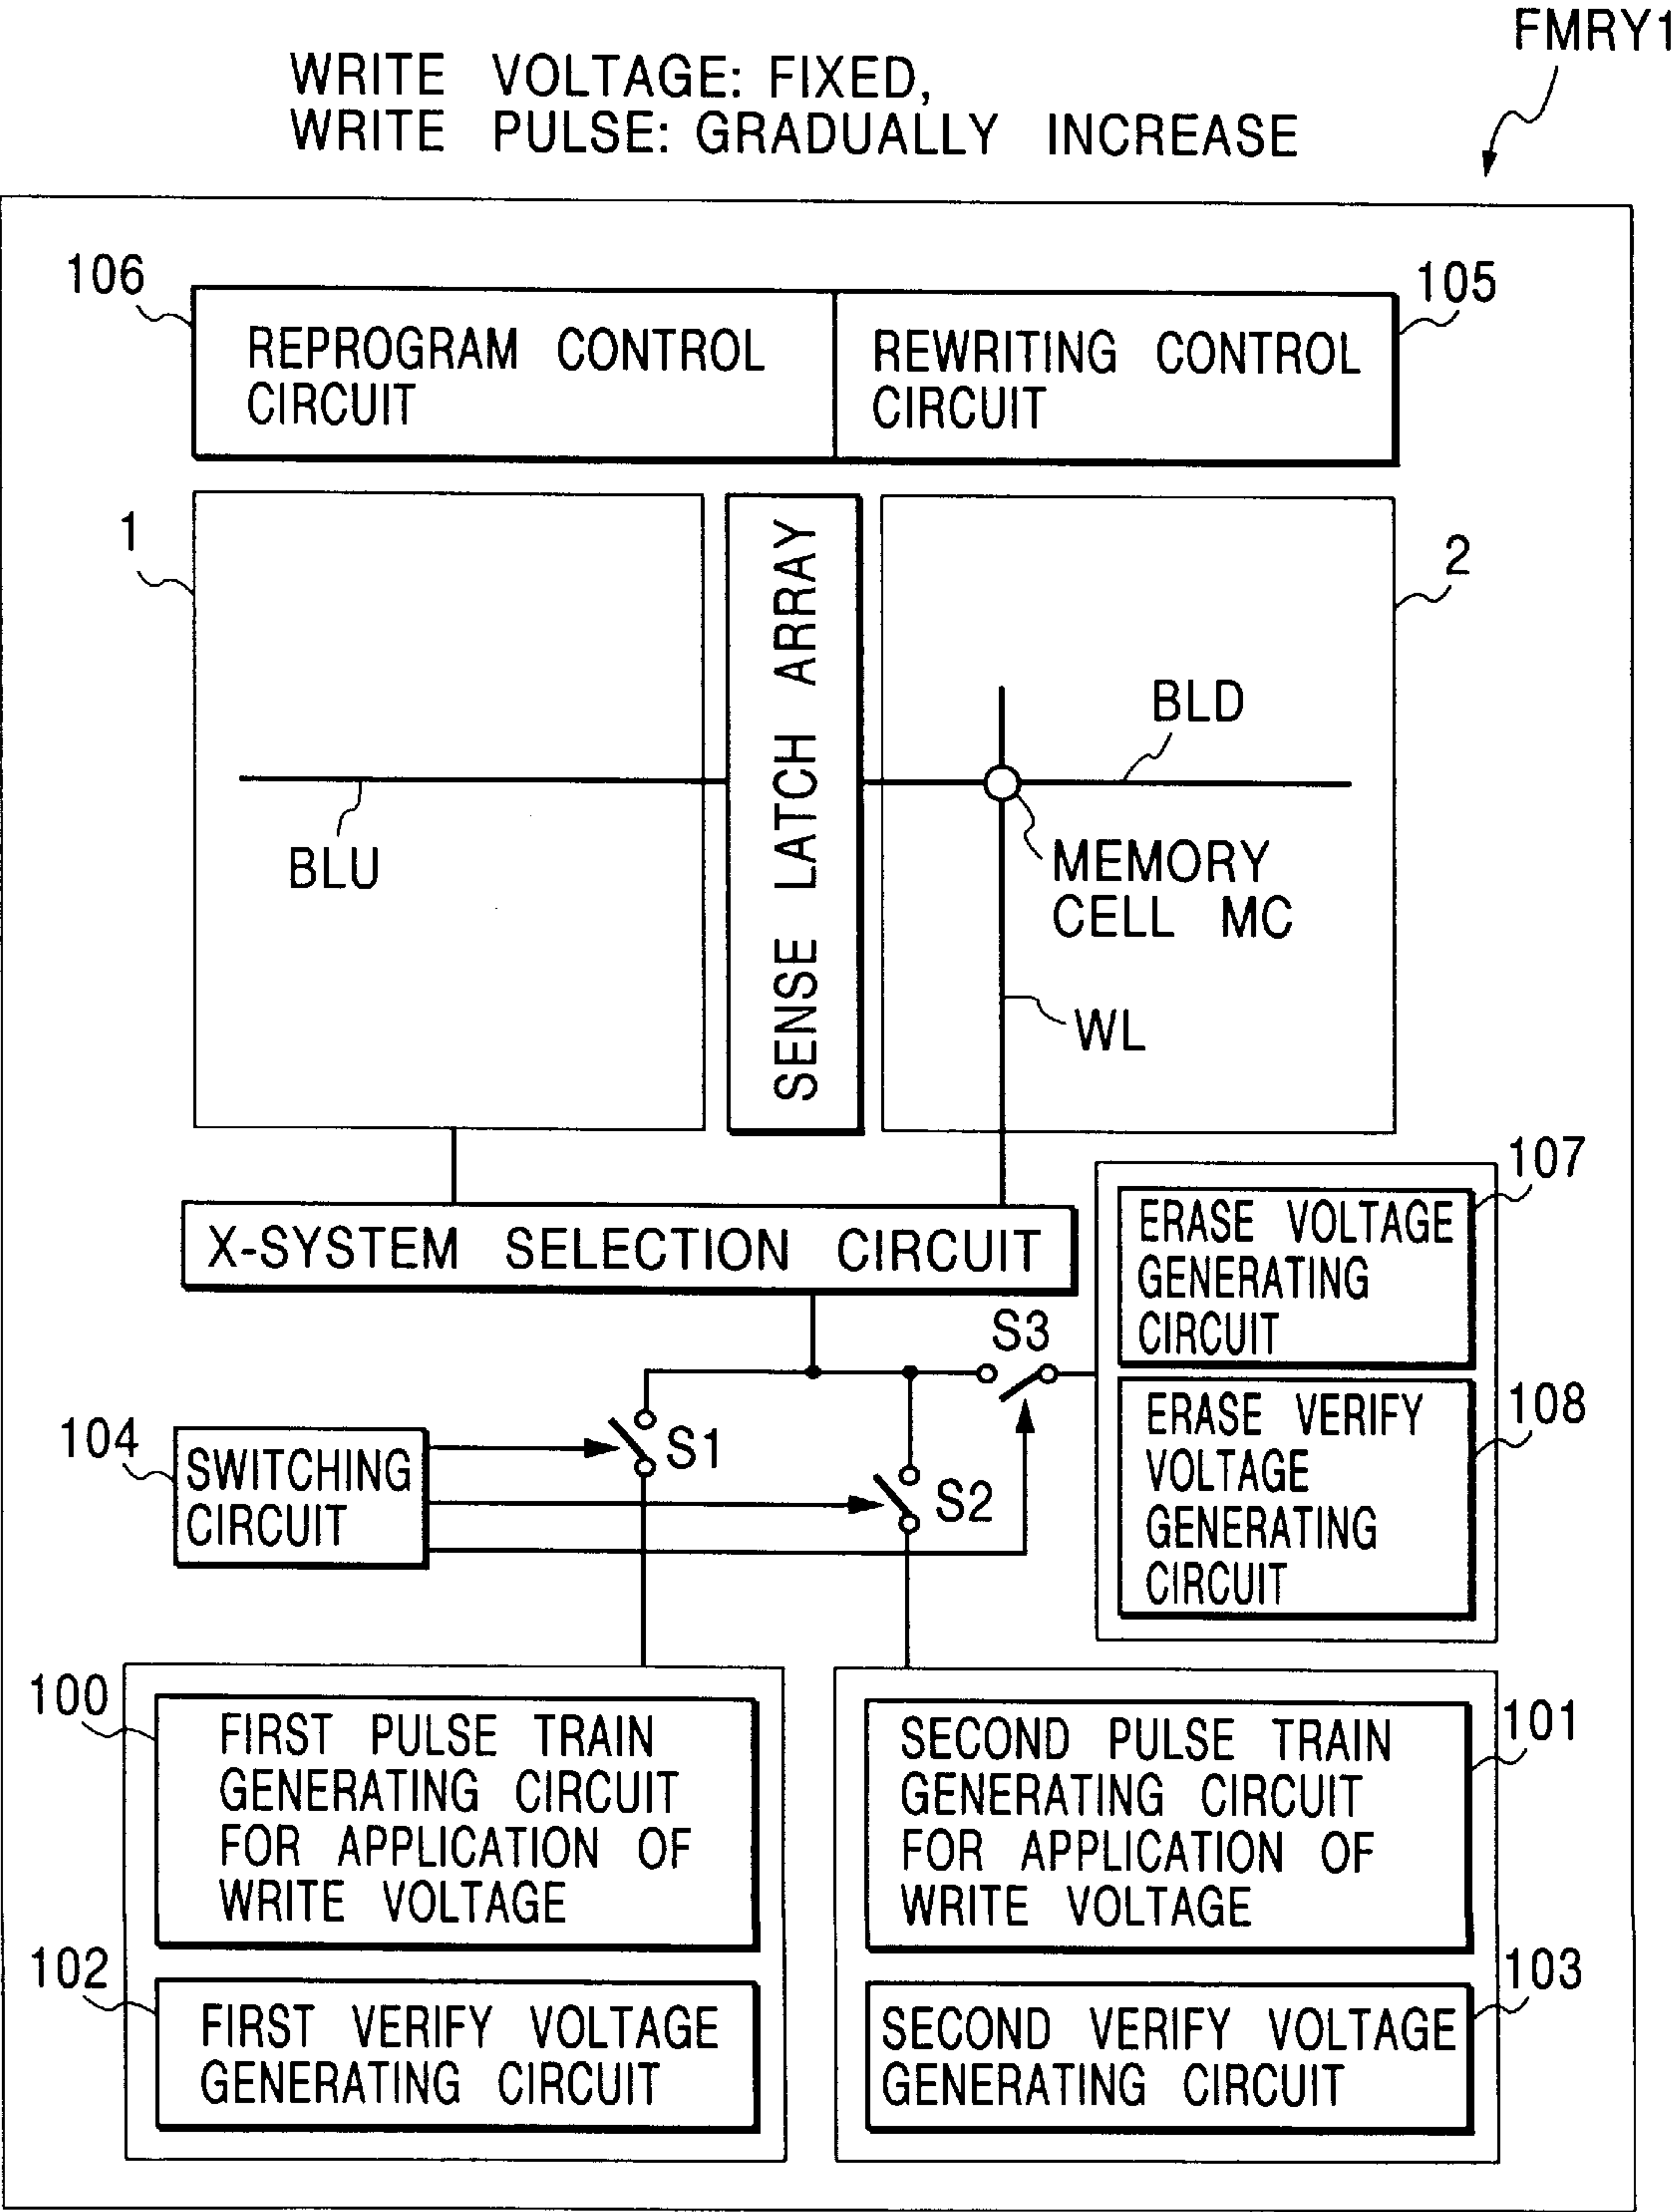 FMRY1
WRITE VOLTAGE: FIXED,
WRITE PULSE: GRADUALLY INCREASE
106
105
REPROGRAM CONTROL
CIRCUIT
REWRITING CONTROL
CIRCUIT
1
2
SENSE LATCH ARRAY
BLD
BLU
MEMORY
CELL MC
WL
107
X-SYSTEM SELECTION CIRCUIT
ERASE VOLTAGE
GENERATING
CIRCUIT
S3
108
ERASE VERIFY
VOLTAGE
GENERATING
CIRCUIT
104
SWITCHING
CIRCUIT
S1
S2
100
FIRST PULSE TRAIN
GENERATING CIRCUIT
FOR APPLICATION OF
WRITE VOLTAGE
101
SECOND PULSE TRAIN
GENERATING CIRCUIT
FOR APPLICATION OF
WRITE VOLTAGE
102
FIRST VERIFY VOLTAGE
GENERATING CIRCUIT
103
SECOND VERIFY VOLTAGE
GENERATING CIRCUIT